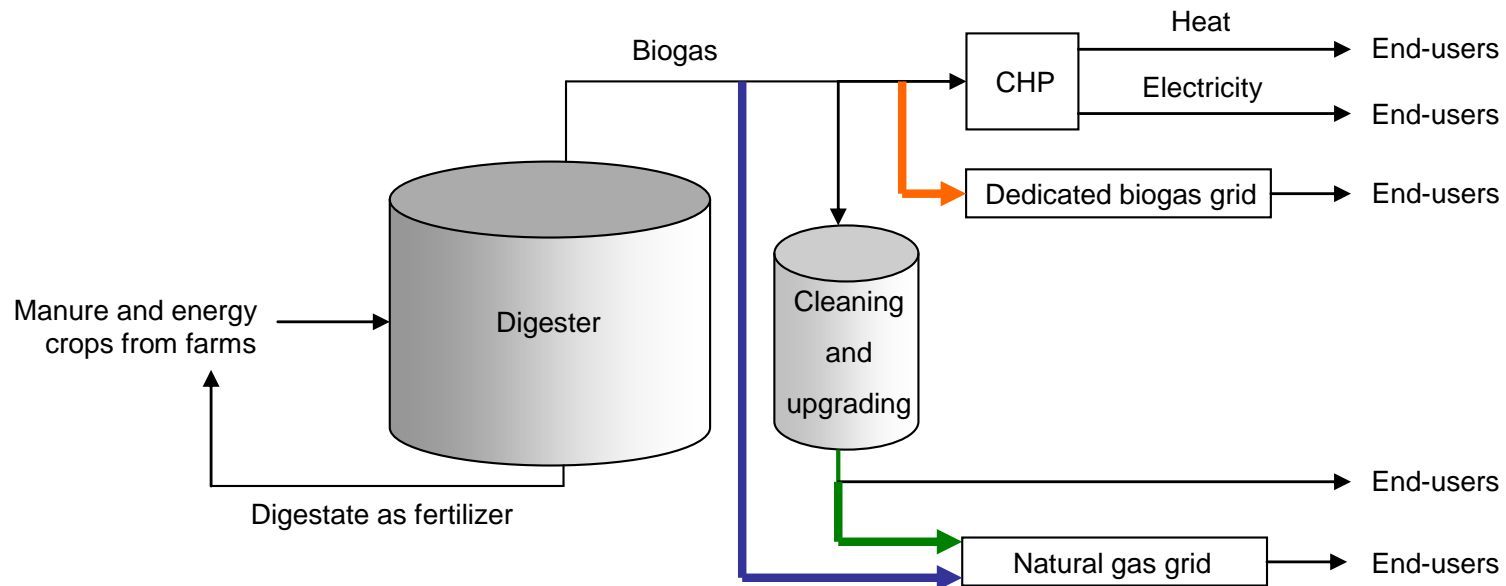 Heat
Biogas
End-users
CHP
Electricity
End-users
Dedicated biogas grid
End-users
Cleaning
and
upgrading
Manure and energy
crops from farms
Digester
End-users
Digestate as fertilizer
Natural gas grid
End-users